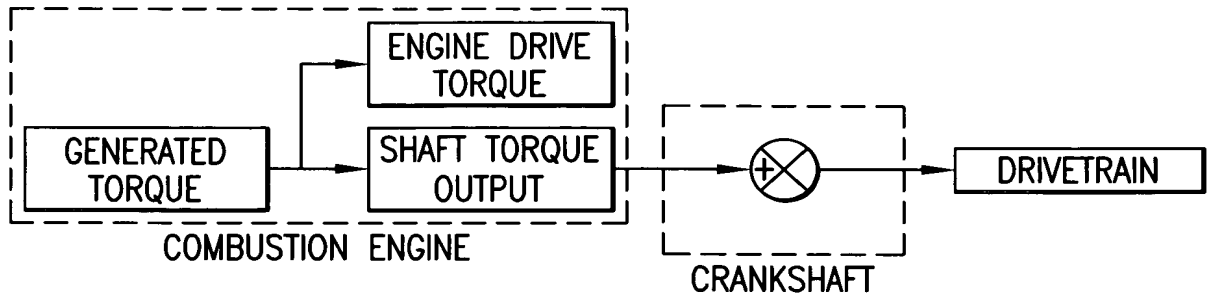 ENGINE DRIVE
TORQUE
GENERATED
TORQUE
SHAFT TORQUE
OUTPUT
+
DRIVETRAIN
COMBUSTION ENGINE
CRANKSHAFT